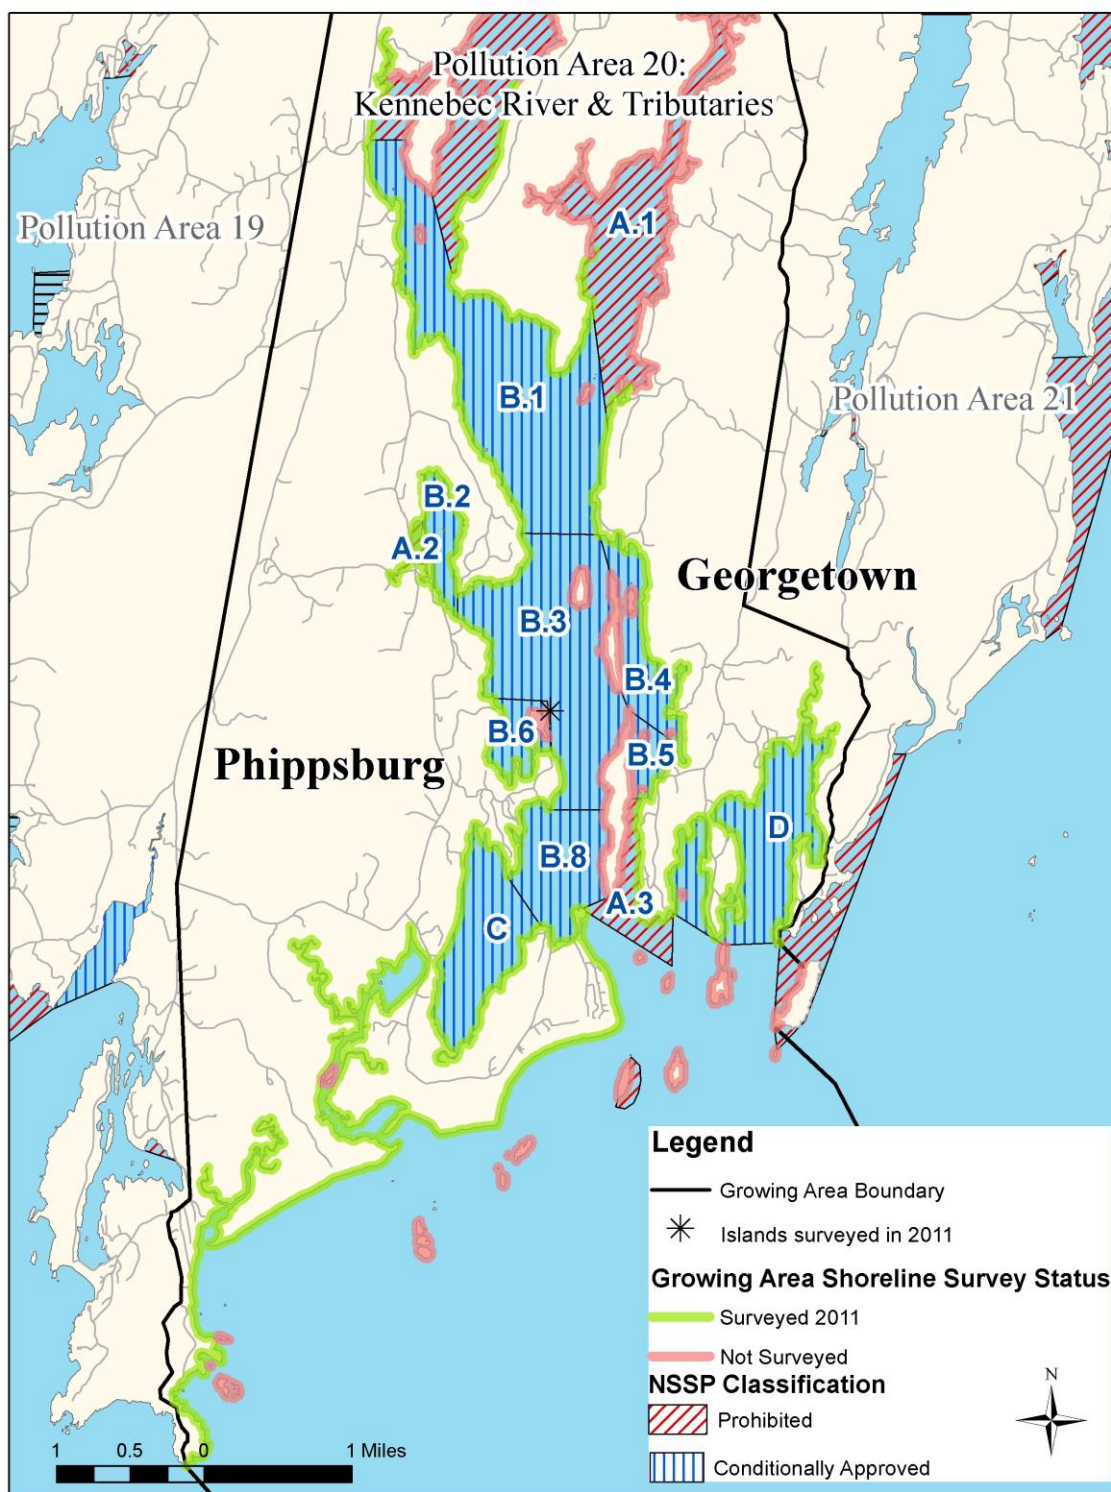 Pollution Area 20:
Kennebec River & Tributaries
Pollution Area 19
A.1
B.1
Pollution Area 21
B.2
A.2
Georgetown
B.3
B.4
B.6
B.5
Phippsburg
D
B.8
A.3
C
Legend
Growing Area Boundary
Islands surveyed in 2011
Growing Area Shoreline Survey Status
Surveyed 2011
Not Surveyed
NSSP Classification
Prohibited
Conditionally Approved
N
1 0.5 0 1 Miles